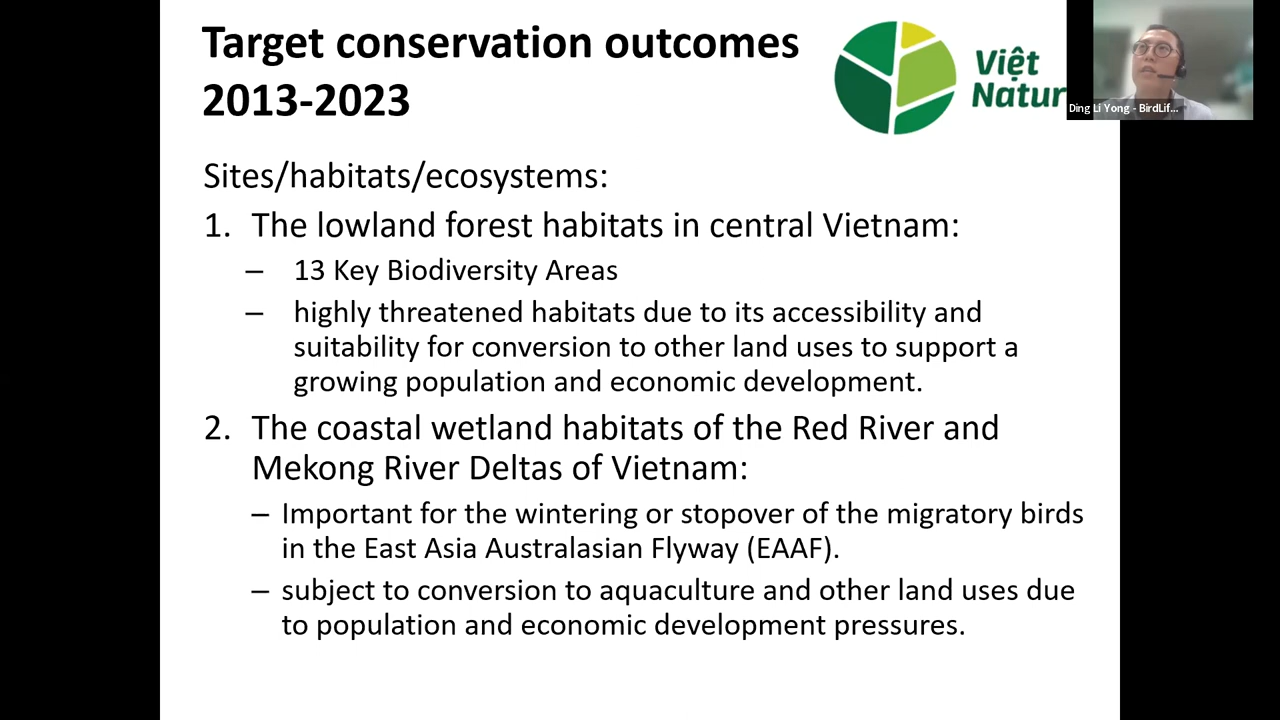 Target conservation outcomes
2013-2023
Việt
Natur
Ding Li Yong - BirdLif...
Sites/habitats/ecosystems:
1. The lowland forest habitats in central Vietnam:
– 13 Key Biodiversity Areas
– highly threatened habitats due to its accessibility and
suitability for conversion to other land uses to support a
growing population and economic development.
2. The coastal wetland habitats of the Red River and
Mekong River Deltas of Vietnam:
– Important for the wintering or stopover of the migratory birds
in the East Asia Australasian Flyway (EAAF).
– subject to conversion to aquaculture and other land uses due
to population and economic development pressures.